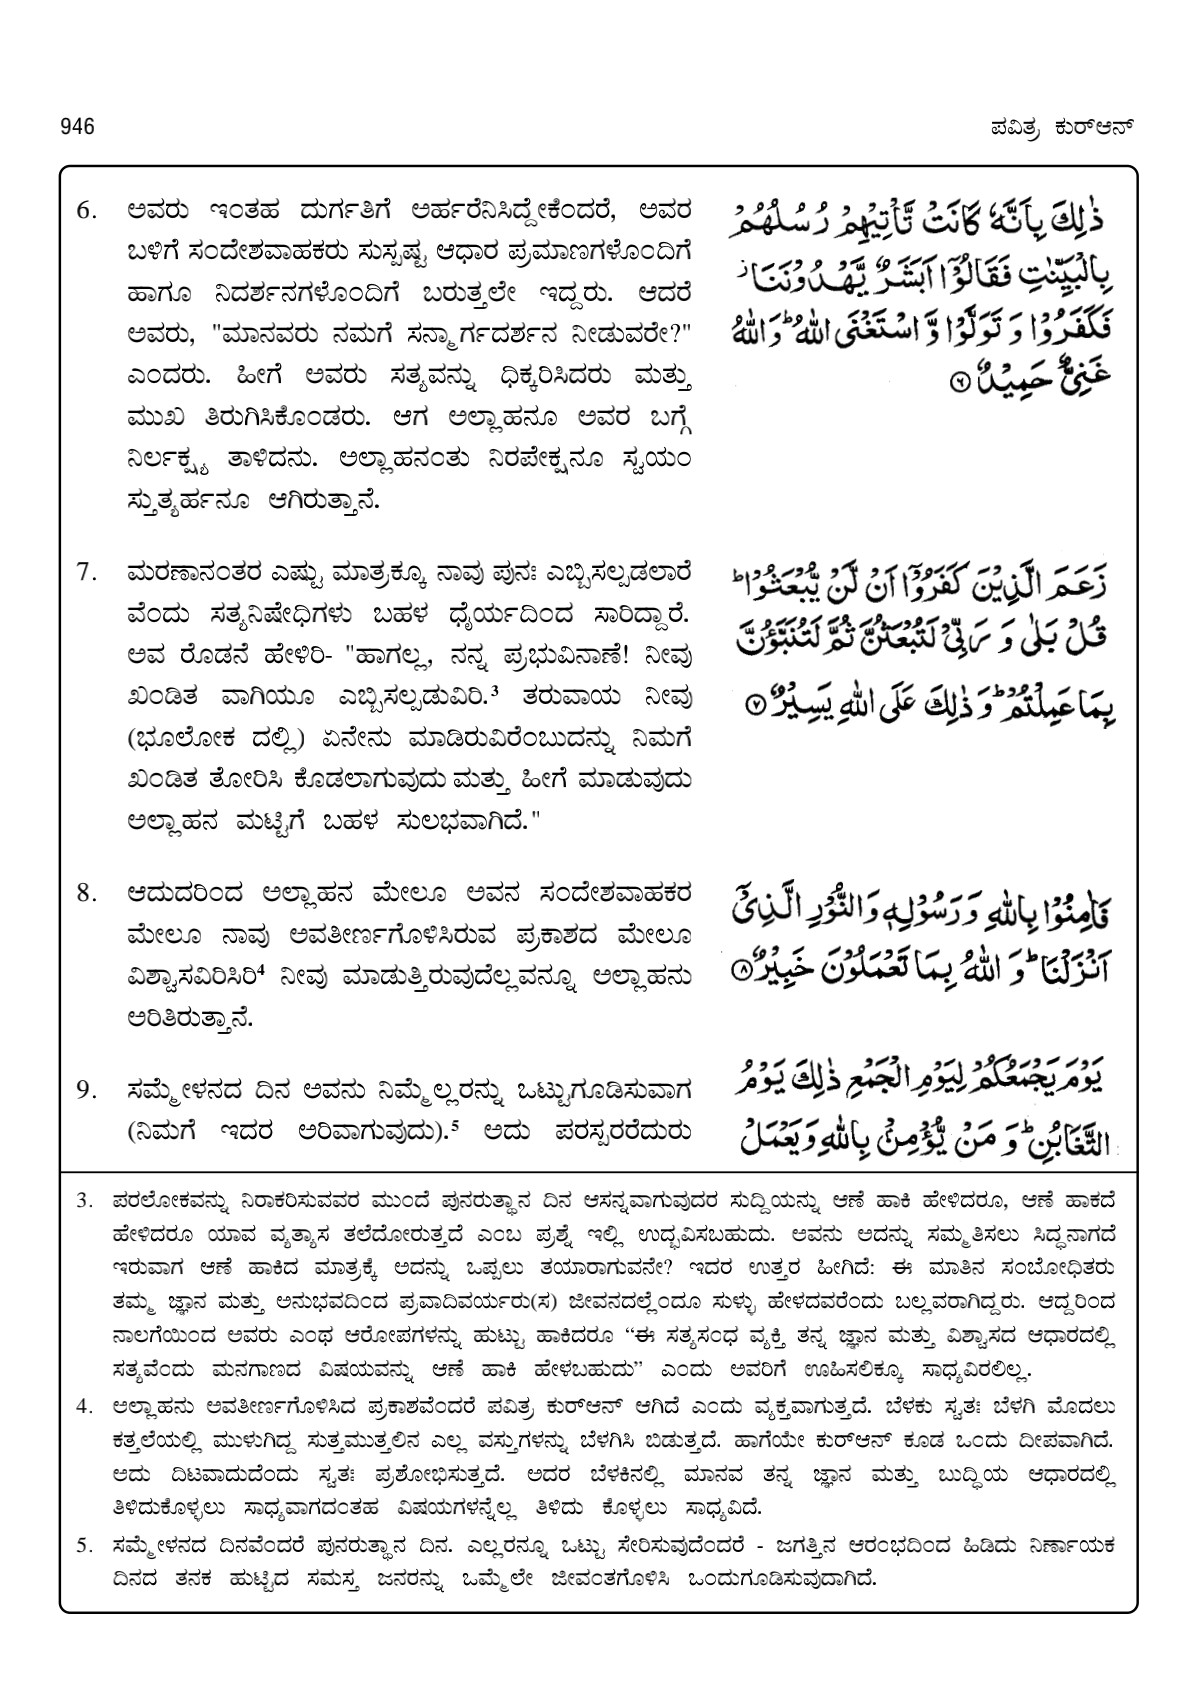 946
ಪವಿತ್ರ ಕುರ್‌ಆನ್
6. ಅವರು ಇಂತಹ ದುರ್ಗತಿಗೆ ಅರ್ಹರೆನಿಸಿದ್ದೇಕೆಂದರೆ, ಅವರ
ಬಳಿಗೆ ಸಂದೇಶವಾಹಕರು ಸುಸ್ಪಷ್ಟ ಆಧಾರ ಪ್ರಮಾಣಗಳೊಂದಿಗೆ
ಹಾಗೂ ನಿದರ್ಶನಗಳೊಂದಿಗೆ ಬರುತ್ತಲೇ ಇದ್ದರು. ಆದರೆ
ಅವರು, "ಮಾನವರು ನಮಗೆ ಸನ್ಮಾರ್ಗದರ್ಶನ ನೀಡುವರೇ?"
ಎಂದರು. ಹೀಗೆ ಅವರು ಸತ್ಯವನ್ನು ಧಿಕ್ಕರಿಸಿದರು ಮತ್ತು
ಮುಖ ತಿರುಗಿಸಿಕೊಂಡರು. ಆಗ ಅಲ್ಲಾಹನೂ ಅವರ ಬಗ್ಗೆ
ನಿರ್ಲಕ್ಷ್ಯ ತಾಳಿದನು. ಅಲ್ಲಾಹನಂತು ನಿರಪೇಕ್ಷನೂ ಸ್ವಯಂ
ಸ್ತುತ್ಯರ್ಹನೂ ಆಗಿರುತ್ತಾನೆ.
ذٰلِكَ بِاَنَّهٗ كَانَتْ تَّاْتِيْهِمْ رُسُلُهُمْ
بِالْبَيِّنٰتِ فَقَالُوْٓا اَبَشَرٌ يَّهْدُوْنَنَا ز
فَكَفَرُوْا وَ تَوَلَّوْا وَّ اسْتَغْنَى اللّٰهُ ؕ وَ اللّٰهُ
غَنِىٌّ حَمِيْدٌ ۶
7. ಮರಣಾನಂತರ ಎಷ್ಟು ಮಾತ್ರಕ್ಕೂ ನಾವು ಪುನಃ ಎಬ್ಬಿಸಲ್ಪಡಲಾರೆ
ವೆಂದು ಸತ್ಯನಿಷೇಧಿಗಳು ಬಹಳ ಧೈರ್ಯದಿಂದ ಸಾರಿದ್ದಾರೆ.
ಅವ ರೊಡನೆ ಹೇಳಿರಿ- "ಹಾಗಲ್ಲ, ನನ್ನ ಪ್ರಭುವಿನಾಣೆ! ನೀವು
ಖಂಡಿತ ವಾಗಿಯೂ ಎಬ್ಬಿಸಲ್ಪಡುವಿರಿ.³ ತರುವಾಯ ನೀವು
(ಭೂಲೋಕ ದಲ್ಲಿ) ಏನೇನು ಮಾಡಿರುವಿರೆಂಬುದನ್ನು ನಿಮಗೆ
ಖಂಡಿತ ತೋರಿಸಿ ಕೊಡಲಾಗುವುದು ಮತ್ತು ಹೀಗೆ ಮಾಡುವುದು
ಅಲ್ಲಾಹನ ಮಟ್ಟಿಗೆ ಬಹಳ ಸುಲಭವಾಗಿದೆ."
زَعَمَ الَّذِيْنَ كَفَرُوْٓا اَنْ لَّنْ يُّبْعَثُوْا ؕ
قُلْ بَلٰى وَ رَبِّىْ لَتُبْعَثُنَّ ثُمَّ لَتُنَبَّؤُنَّ
بِمَا عَمِلْتُمْ ؕ وَ ذٰلِكَ عَلَى اللّٰهِ يَسِيْرٌ ۷
8. ಆದುದರಿಂದ ಅಲ್ಲಾಹನ ಮೇಲೂ ಅವನ ಸಂದೇಶವಾಹಕರ
ಮೇಲೂ ನಾವು ಅವತೀರ್ಣಗೊಳಿಸಿರುವ ಪ್ರಕಾಶದ ಮೇಲೂ
ವಿಶ್ವಾಸವಿರಿಸಿರಿ⁴ ನೀವು ಮಾಡುತ್ತಿರುವುದೆಲ್ಲವನ್ನೂ ಅಲ್ಲಾಹನು
ಅರಿತಿರುತ್ತಾನೆ.
فَاٰمِنُوْا بِاللّٰهِ وَ رَسُوْلِهٖ وَ النُّوْرِ الَّذِىْٓ
اَنْزَلْنَا ؕ وَ اللّٰهُ بِمَا تَعْمَلُوْنَ خَبِيْرٌ ۸
9. ಸಮ್ಮೇಳನದ ದಿನ ಅವನು ನಿಮ್ಮೆಲ್ಲರನ್ನು ಒಟ್ಟುಗೂಡಿಸುವಾಗ
(ನಿಮಗೆ ಇದರ ಅರಿವಾಗುವುದು).⁵ ಅದು ಪರಸ್ಪರರೆದುರು
يَوْمَ يَجْمَعُكُمْ لِيَوْمِ الْجَمْعِ ذٰلِكَ يَوْمُ
التَّغَابُنِ ؕ وَ مَنْ يُّؤْمِنْۢ بِاللّٰهِ وَ يَعْمَلْ
3. ಪರಲೋಕವನ್ನು ನಿರಾಕರಿಸುವವರ ಮುಂದೆ ಪುನರುತ್ಥಾನ ದಿನ ಆಸನ್ನವಾಗುವುದರ ಸುದ್ದಿಯನ್ನು ಆಣೆ ಹಾಕಿ ಹೇಳಿದರೂ, ಆಣೆ ಹಾಕದೆ
ಹೇಳಿದರೂ ಯಾವ ವ್ಯತ್ಯಾಸ ತಲೆದೋರುತ್ತದೆ ಎಂಬ ಪ್ರಶ್ನೆ ಇಲ್ಲಿ ಉದ್ಭವಿಸಬಹುದು. ಅವನು ಅದನ್ನು ಸಮ್ಮತಿಸಲು ಸಿದ್ಧನಾಗದೆ
ಇರುವಾಗ ಆಣೆ ಹಾಕಿದ ಮಾತ್ರಕ್ಕೆ ಅದನ್ನು ಒಪ್ಪಲು ತಯಾರಾಗುವನೇ? ಇದರ ಉತ್ತರ ಹೀಗಿದೆ: ಈ ಮಾತಿನ ಸಂಬೋಧಿತರು
ತಮ್ಮ ಜ್ಞಾನ ಮತ್ತು ಅನುಭವದಿಂದ ಪ್ರವಾದಿವರ್ಯರು(ಸ) ಜೀವನದಲ್ಲೆಂದೂ ಸುಳ್ಳು ಹೇಳದವರೆಂದು ಬಲ್ಲವರಾಗಿದ್ದರು. ಆದ್ದರಿಂದ
ನಾಲಗೆಯಿಂದ ಅವರು ಎಂಥ ಆರೋಪಗಳನ್ನು ಹುಟ್ಟು ಹಾಕಿದರೂ “ಈ ಸತ್ಯಸಂಧ ವ್ಯಕ್ತಿ ತನ್ನ ಜ್ಞಾನ ಮತ್ತು ವಿಶ್ವಾಸದ ಆಧಾರದಲ್ಲಿ
ಸತ್ಯವೆಂದು ಮನಗಾಣದ ವಿಷಯವನ್ನು ಆಣೆ ಹಾಕಿ ಹೇಳಬಹುದು” ಎಂದು ಅವರಿಗೆ ಊಹಿಸಲಿಕ್ಕೂ ಸಾಧ್ಯವಿರಲಿಲ್ಲ.
4. ಅಲ್ಲಾಹನು ಅವತೀರ್ಣಗೊಳಿಸಿದ ಪ್ರಕಾಶವೆಂದರೆ ಪವಿತ್ರ ಕುರ್‌ಆನ್ ಆಗಿದೆ ಎಂದು ವ್ಯಕ್ತವಾಗುತ್ತದೆ. ಬೆಳಕು ಸ್ವತಃ ಬೆಳಗಿ ಮೊದಲು
ಕತ್ತಲೆಯಲ್ಲಿ ಮುಳುಗಿದ್ದ ಸುತ್ತಮುತ್ತಲಿನ ಎಲ್ಲ ವಸ್ತುಗಳನ್ನು ಬೆಳಗಿಸಿ ಬಿಡುತ್ತದೆ. ಹಾಗೆಯೇ ಕುರ್‌ಆನ್ ಕೂಡ ಒಂದು ದೀಪವಾಗಿದೆ.
ಅದು ದಿಟವಾದುದೆಂದು ಸ್ವತಃ ಪ್ರಶೋಭಿಸುತ್ತದೆ. ಅದರ ಬೆಳಕಿನಲ್ಲಿ ಮಾನವ ತನ್ನ ಜ್ಞಾನ ಮತ್ತು ಬುದ್ಧಿಯ ಆಧಾರದಲ್ಲಿ
ತಿಳಿದುಕೊಳ್ಳಲು ಸಾಧ್ಯವಾಗದಂತಹ ವಿಷಯಗಳನ್ನೆಲ್ಲ ತಿಳಿದು ಕೊಳ್ಳಲು ಸಾಧ್ಯವಿದೆ.
5. ಸಮ್ಮೇಳನದ ದಿನವೆಂದರೆ ಪುನರುತ್ಥಾನ ದಿನ. ಎಲ್ಲರನ್ನೂ ಒಟ್ಟು ಸೇರಿಸುವುದೆಂದರೆ - ಜಗತ್ತಿನ ಆರಂಭದಿಂದ ಹಿಡಿದು ನಿರ್ಣಾಯಕ
ದಿನದ ತನಕ ಹುಟ್ಟಿದ ಸಮಸ್ತ ಜನರನ್ನು ಒಮ್ಮೆಲೇ ಜೀವಂತಗೊಳಿಸಿ ಒಂದುಗೂಡಿಸುವುದಾಗಿದೆ.